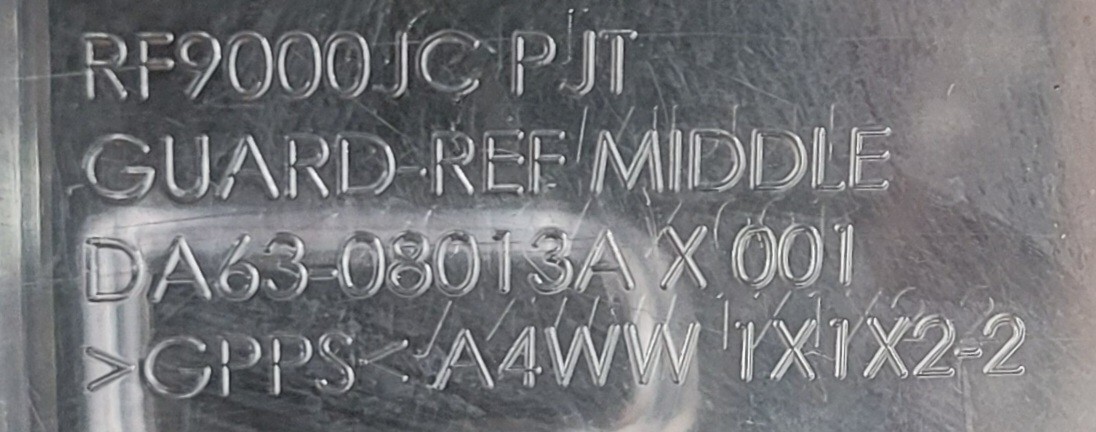 RF9000JC PJT
GUARD-REF MIDDLE
DA63-08013A X 001
>GPPS< A4WW 1X1X2-2